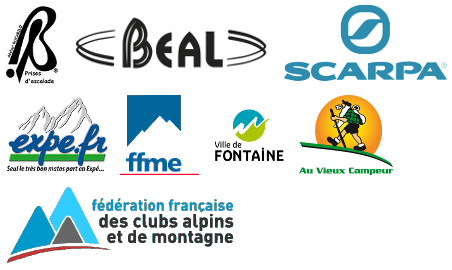 Prises
d'escalade
BEAL
SCARPA®
expe.fr
Seul le très bon matos part en Expé...
ffme
Ville de
FONTAINE
Au Vieux Campeur
fédération française
des clubs alpins
et de montagne